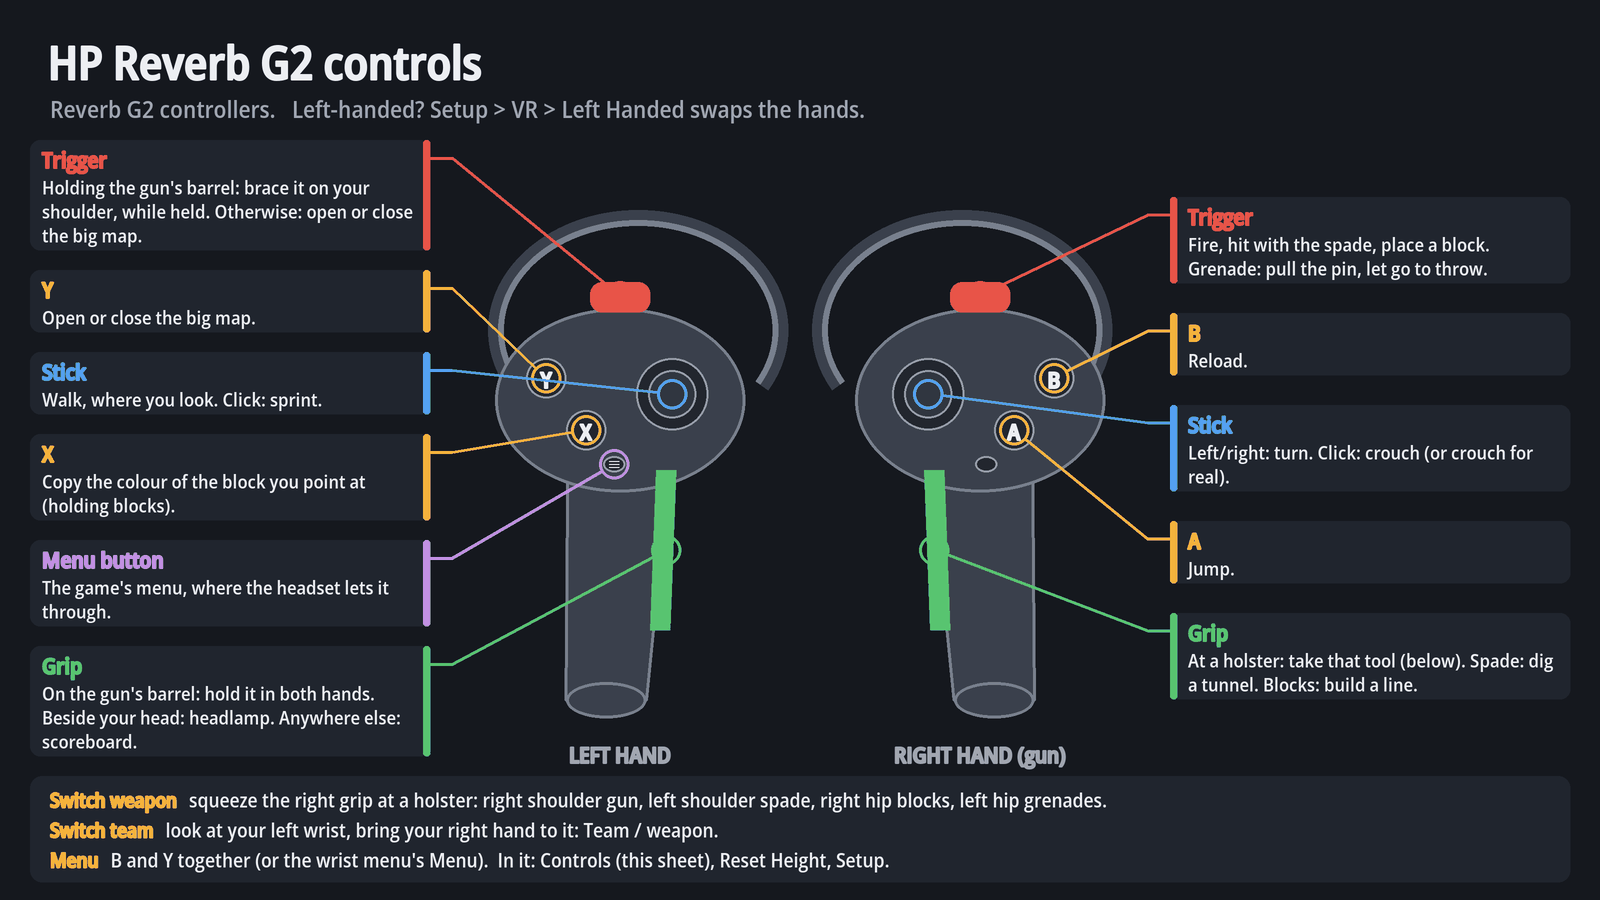 HP Reverb G2 controls
Reverb G2 controllers.   Left-handed? Setup > VR > Left Handed swaps the hands.
Trigger
Holding the gun's barrel: brace it on your
shoulder, while held. Otherwise: open or close
the big map.
Y
Open or close the big map.
Stick
Walk, where you look. Click: sprint.
X
Copy the colour of the block you point at
(holding blocks).
Menu button
The game's menu, where the headset lets it
through.
Grip
On the gun's barrel: hold it in both hands.
Beside your head: headlamp. Anywhere else:
scoreboard.
Y
X
LEFT HAND
B
A
RIGHT HAND (gun)
Trigger
Fire, hit with the spade, place a block.
Grenade: pull the pin, let go to throw.
B
Reload.
Stick
Left/right: turn. Click: crouch (or crouch for
real).
A
Jump.
Grip
At a holster: take that tool (below). Spade: dig
a tunnel. Blocks: build a line.
Switch weapon squeeze the right grip at a holster: right shoulder gun, left shoulder spade, right hip blocks, left hip grenades.
Switch team look at your left wrist, bring your right hand to it: Team / weapon.
Menu B and Y together (or the wrist menu's Menu).  In it: Controls (this sheet), Reset Height, Setup.